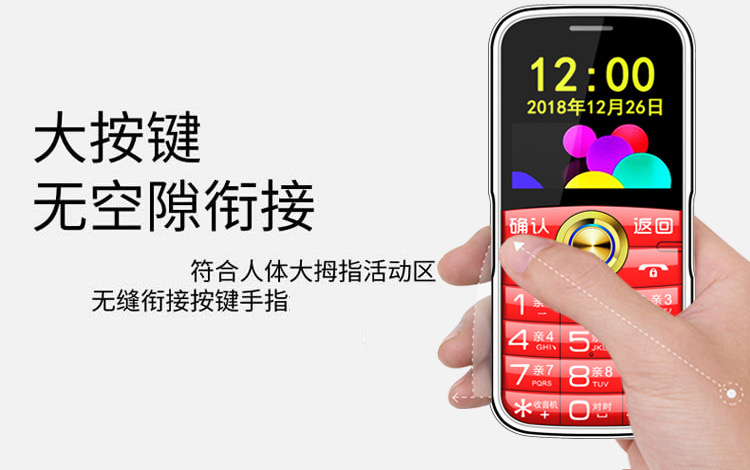 大按键
无空隙衔接
符合人体大拇指活动区
无缝衔接按键手指
12:00
2018年12月26日
确认 返回
1 亲 亲3
亲4 GHI 5 JKL
亲7 PQRS 亲8 8 TUV
* 收音机 + 0 对时